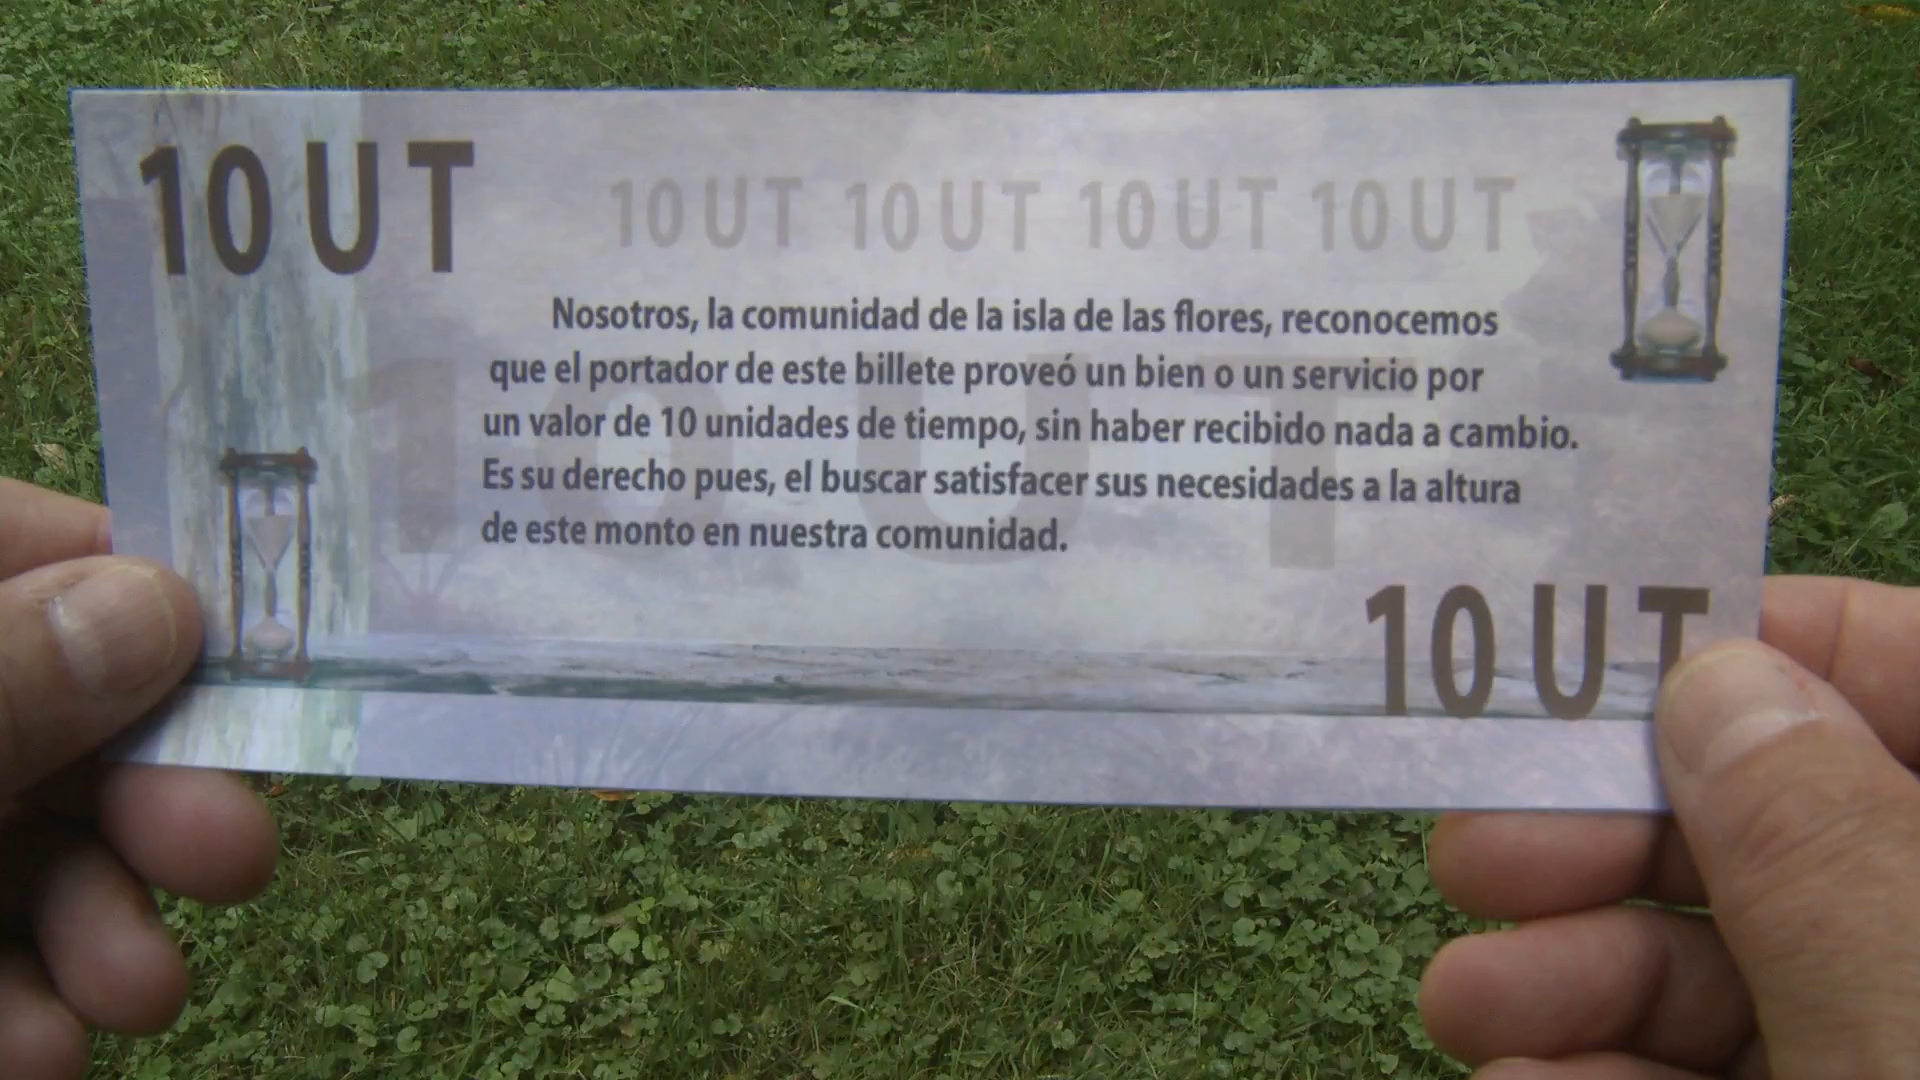 10 UT
10 UT 10 UT 10 UT 10 UT
Nosotros, la comunidad de la isla de las flores, reconocemos
que el portador de este billete proveó un bien o un servicio por
un valor de 10 unidades de tiempo, sin haber recibido nada a cambio.
Es su derecho pues, el buscar satisfacer sus necesidades a la altura
de este monto en nuestra comunidad.
10 UT
10 UT